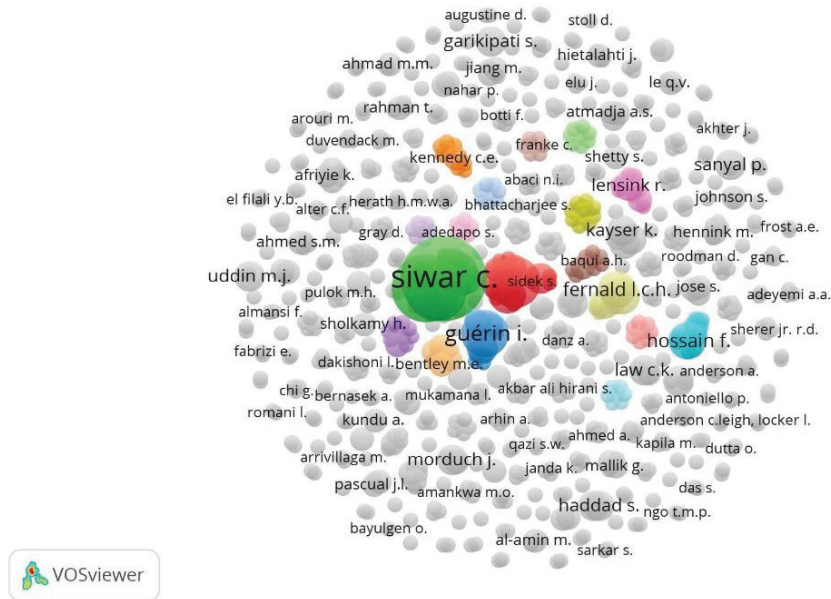 augustine d.
stoll d.
garikipati s.
hietalahti j.
ahmad m.m.
jiang m.
elu j.
le q.v.
nahar p.
rahman t.
botti f.
atmadja a.s.
arouri m.
akhter j.
duvendack m.
franke c.
kennedy c.e.
shetty s.
sanyal p.
afriyie k.
abaci n.i.
lensink r.
el filali y.b.
alter c.f.
herath h.m.w.a.
bhattacharjee s.
johnson s.
gray d.
adedapo s.
kayser k.
hennink m.
frost a.e.
ahmed s.m.
baqui a.h.
roodman d.
gan c.
uddin m.j.
siwar c.
sidek s.
fernald l.c.h.
jose s.
pulok m.h.
adeyemi a.a.
almansi f.
sholkamy h.
guérin i.
danz a.
hossain f.
sherer jr. r.d.
fabrizi e.
dakishoni l.
bentley m.e.
law c.k.
anderson a.
chi g.
bernasek a.
mukamana l.
akbar ali hirani s.
antoniello p.
romani l.
kundu a.
arhin a.
anderson c.leigh, locker l.
qazi s.w.
ahmed a.
kapila m.
dutta o.
arrivillaga m.
morduch j.
janda k.
mallik g.
pascual j.l.
amankwa m.o.
das s.
haddad s.
ngo t.m.p.
bayulgen o.
al-amin m.
sarkar s.
VOSviewer